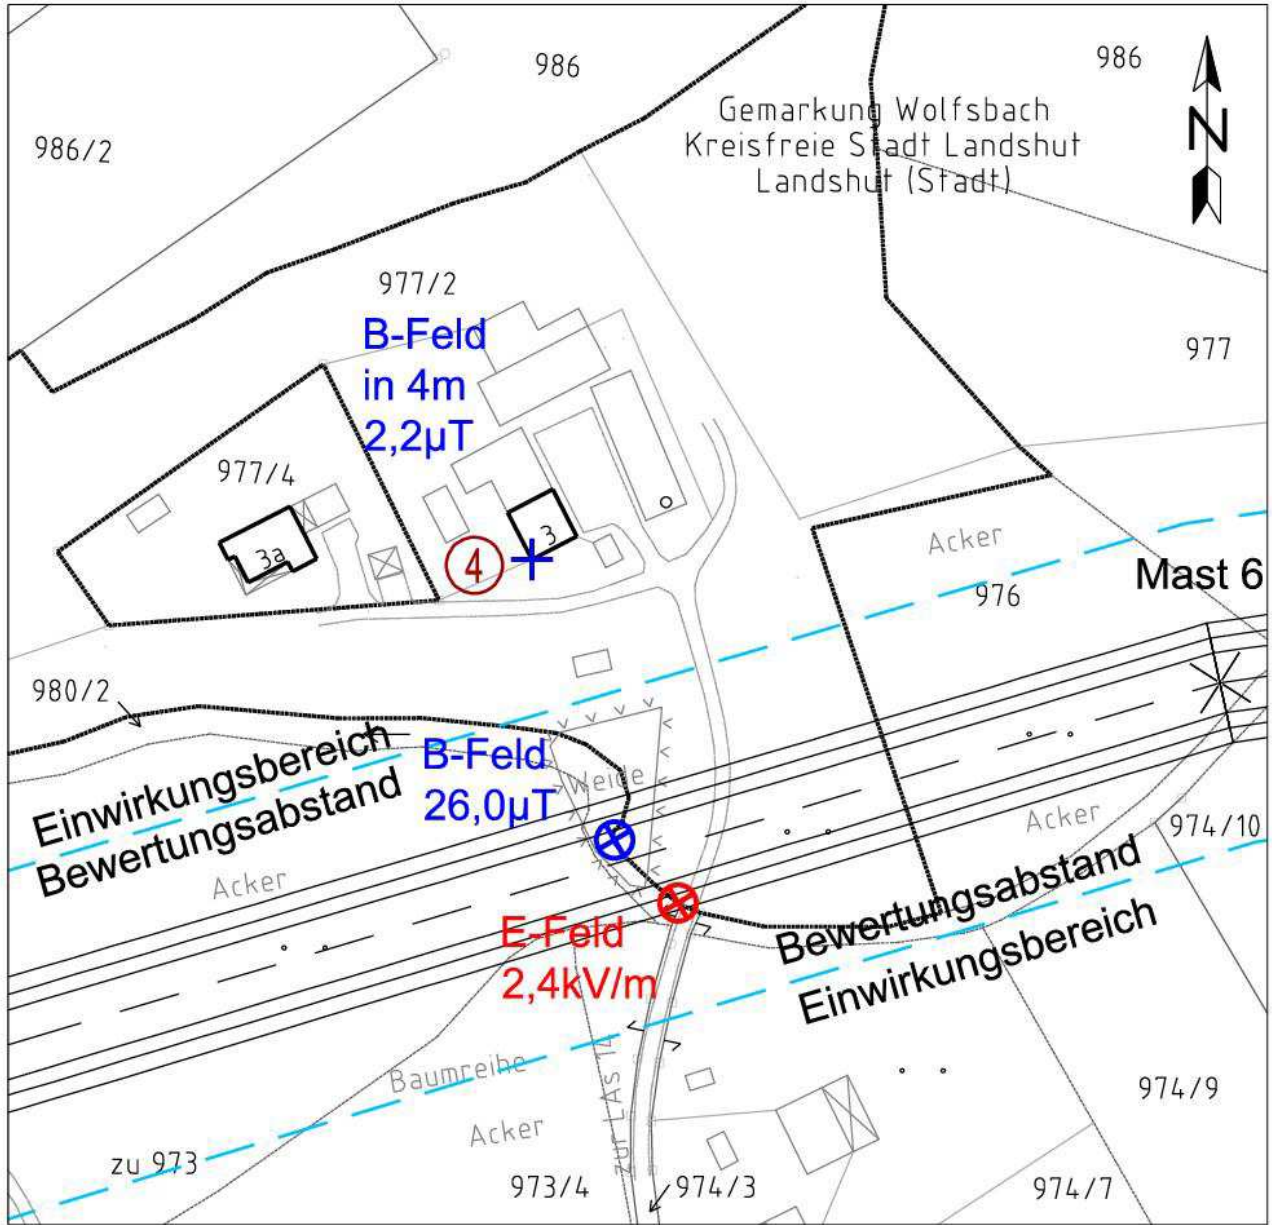 986
986
986/2
Gemarkung Wolfsbach
Kreisfreie Stadt Landshut
Landshut (Stadt)
N
977/2
B-Feld
in 4m
2,2µT
977
977/4
3a
3
4
Acker
Mast 6
976
980/2
Einwirkungsbereich
Bewertungsabstand
B-Feld
26,0µT
Weide
Acker
Acker
974/10
E-Feld
2,4kV/m
Bewertungsabstand
Einwirkungsbereich
Baumreihe
zur LAs 14
Acker
974/9
zu 973
973/4
974/3
974/7